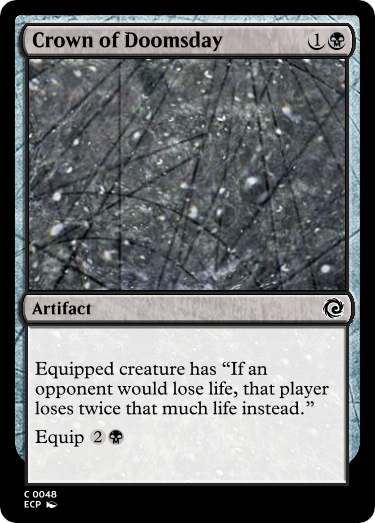 Crown of Doomsday 1
Artifact
Equipped creature has “If an
opponent would lose life, that player
loses twice that much life instead.”
Equip 2
C 0048
ECP